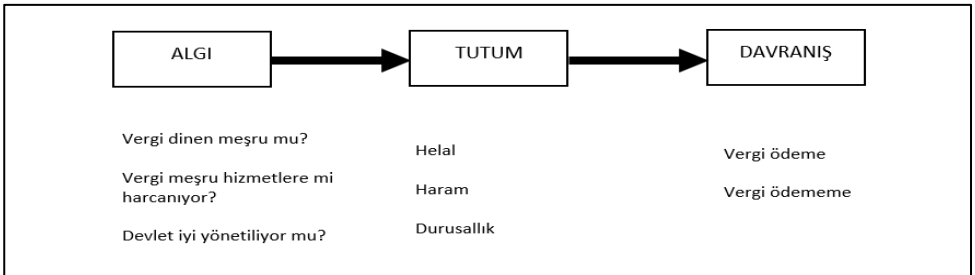 ALGI
TUTUM
DAVRANIŞ
Vergi dinen meşru mu?
Vergi meşru hizmetlere mi
harcanıyor?
Devlet iyi yönetiliyor mu?
Helal
Haram
Durusallık
Vergi ödeme
Vergi ödememe